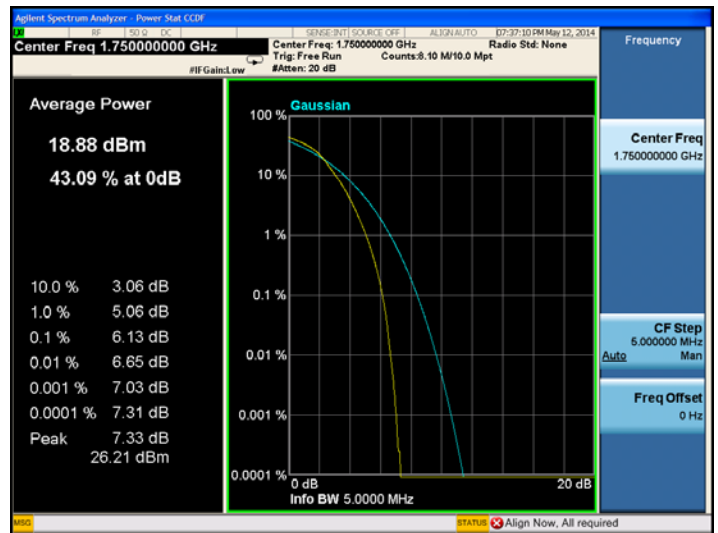 Agilent Spectrum Analyzer - Power Stat CCDF
RF 50 Ω DC SENSE:INT SOURCE OFF ALIGN AUTO 07:37:10 PM May 12, 2014
Center Freq 1.750000000 GHz
Center Freq: 1.750000000 GHz Radio Std: None
Trig: Free Run Counts:8.10 M/10.0 Mpt
#IFGain:Low #Atten: 20 dB
Frequency
Average Power
18.88 dBm
43.09 % at 0dB
10.0 % 3.06 dB
1.0 % 5.06 dB
0.1 % 6.13 dB
0.01 % 6.65 dB
0.001 % 7.03 dB
0.0001 % 7.31 dB
Peak 7.33 dB
26.21 dBm
Gaussian
100 %
10 %
1 %
0.1 %
0.01 %
0.001 %
0.0001 %
0 dB 20 dB
Info BW 5.0000 MHz
Center Freq
1.750000000 GHz
CF Step
5.000000 MHz
Auto Man
Freq Offset
0 Hz
MSG STATUS Align Now, All required